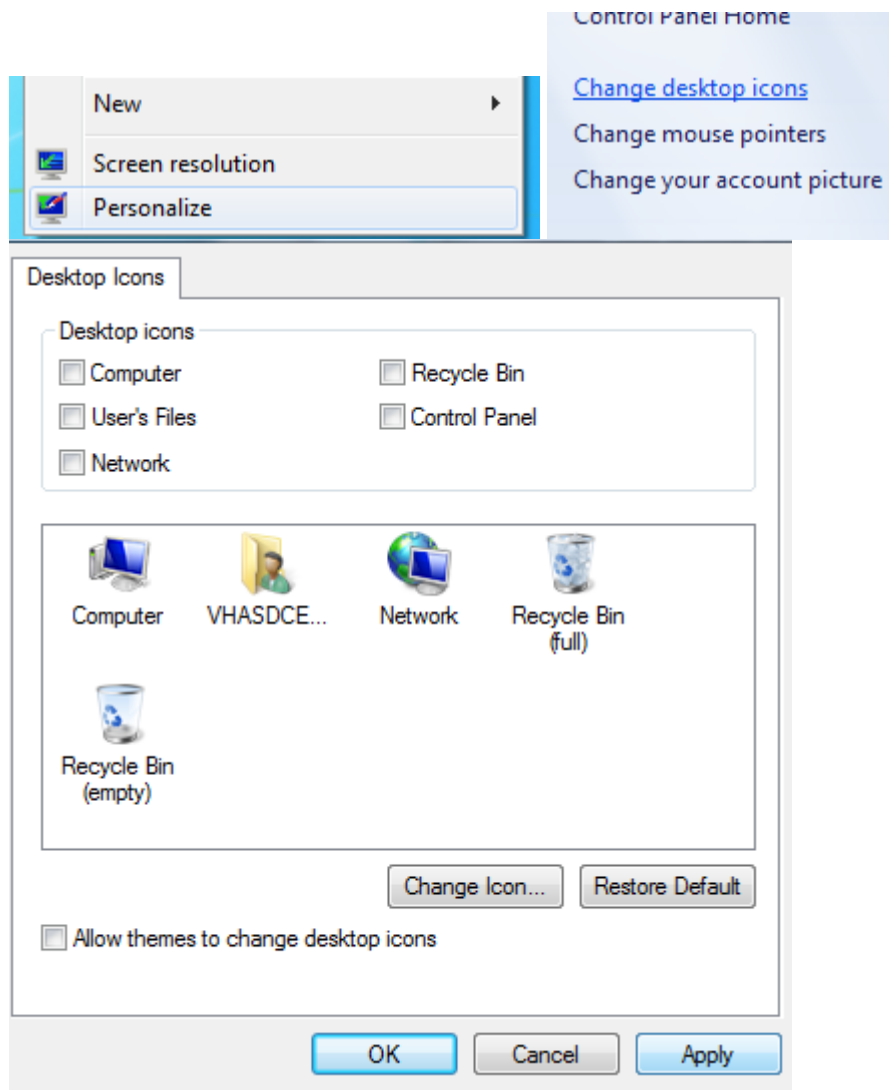 Control Panel Home
Change desktop icons
Change mouse pointers
Change your account picture
New
Screen resolution
Personalize
Desktop Icons
Desktop icons
Computer Recycle Bin
User's Files Control Panel
Network
Computer VHASDCE... Network Recycle Bin
(full)
Recycle Bin
(empty)
Change Icon... Restore Default
Allow themes to change desktop icons
OK Cancel Apply